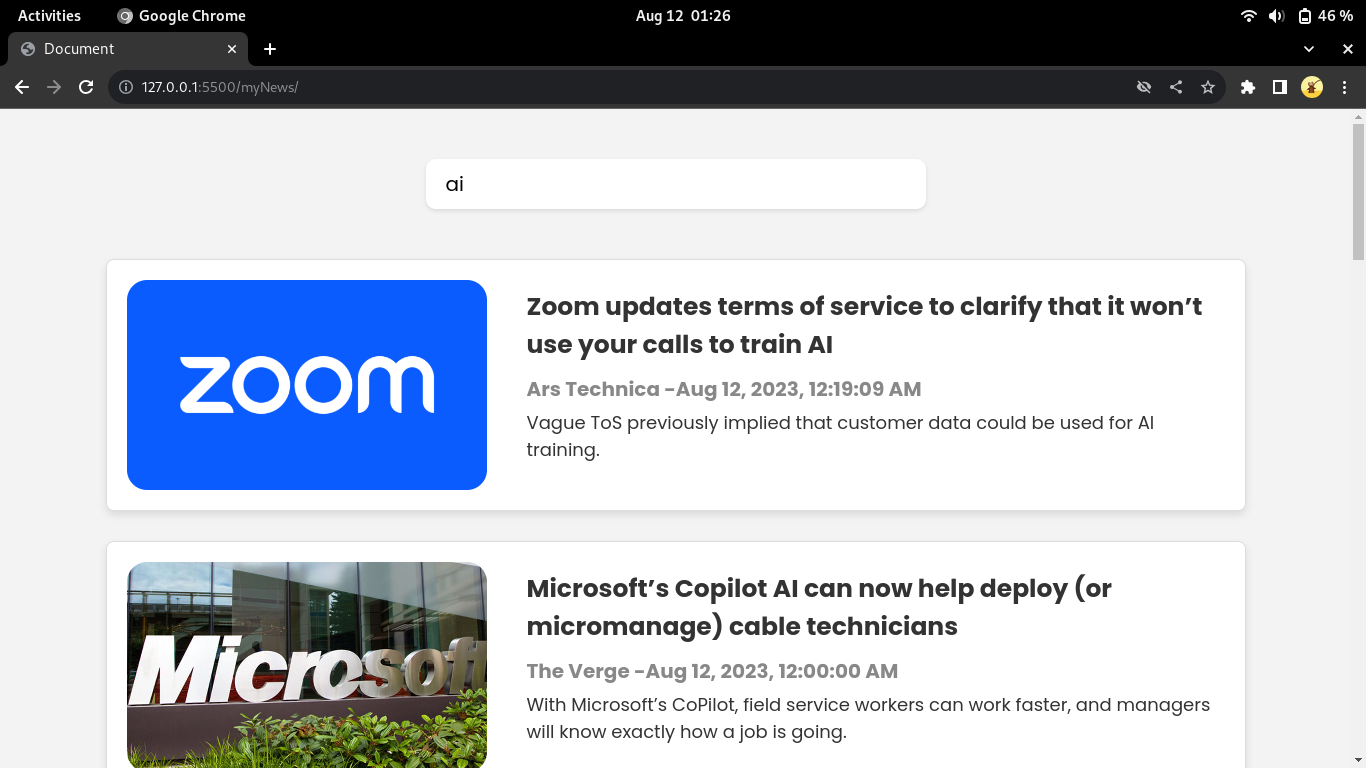 Activities Google Chrome Aug 12 01:26 46 %
Document
127.0.0.1:5500/myNews/
ai
zoom
Zoom updates terms of service to clarify that it won’t
use your calls to train AI
Ars Technica -Aug 12, 2023, 12:19:09 AM
Vague ToS previously implied that customer data could be used for AI
training.
Microsoft
Microsoft’s Copilot AI can now help deploy (or
micromanage) cable technicians
The Verge -Aug 12, 2023, 12:00:00 AM
With Microsoft’s CoPilot, field service workers can work faster, and managers
will know exactly how a job is going.